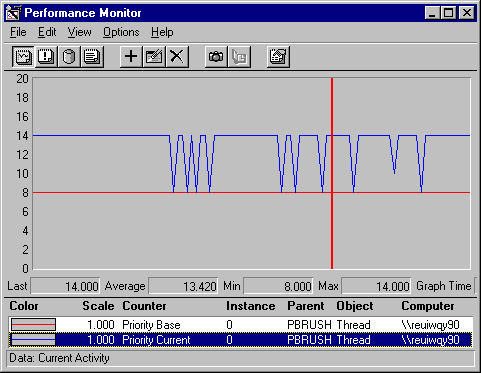 Performance Monitor
File Edit View Options Help
20
18
16
14
12
10
8
6
4
2
0
Last 14.000 Average 13.420 Min 8.000 Max 14.000 Graph Time
Color Scale Counter Instance Parent Object Computer
1.000 Priority Base 0 PBRUSH Thread \\reuiwqy90
1.000 Priority Current 0 PBRUSH Thread \\reuiwqy90
Data: Current Activity